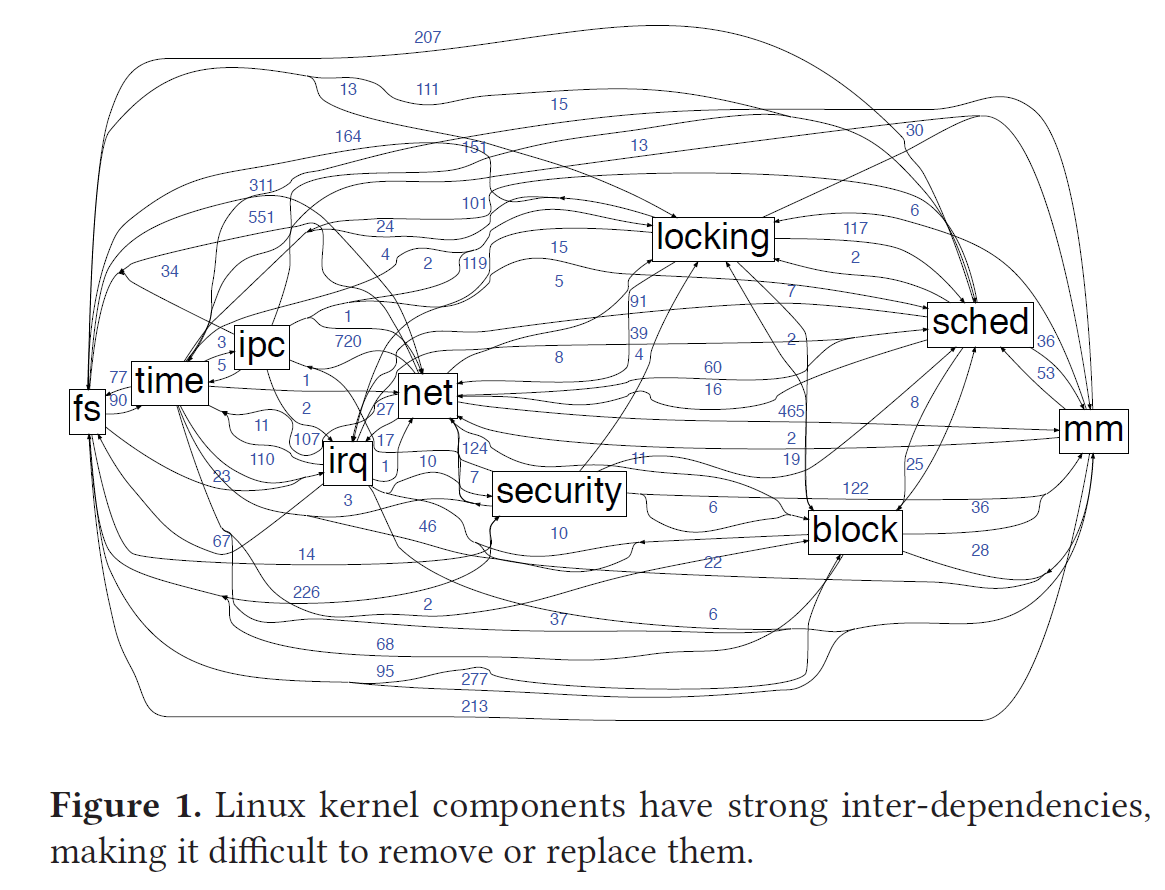 207
13 111
15
164 151 13 30
311
551 101 24 6
locking
117
4 2 119 15 2
34 5
7
91
1 sched
3 ipc 720 39 2 36
5 8 4
77 time 1 60 53
90 16
fs net 8
2 27 465
11 107 17 2 mm
110 irq 1 10 124 11 19 25
23 7 security 122
3 6 36
46 10 block
67 14 28
22
226 2 37 6
68
95 277
213
Figure 1. Linux kernel components have strong inter-dependencies,
making it difficult to remove or replace them.